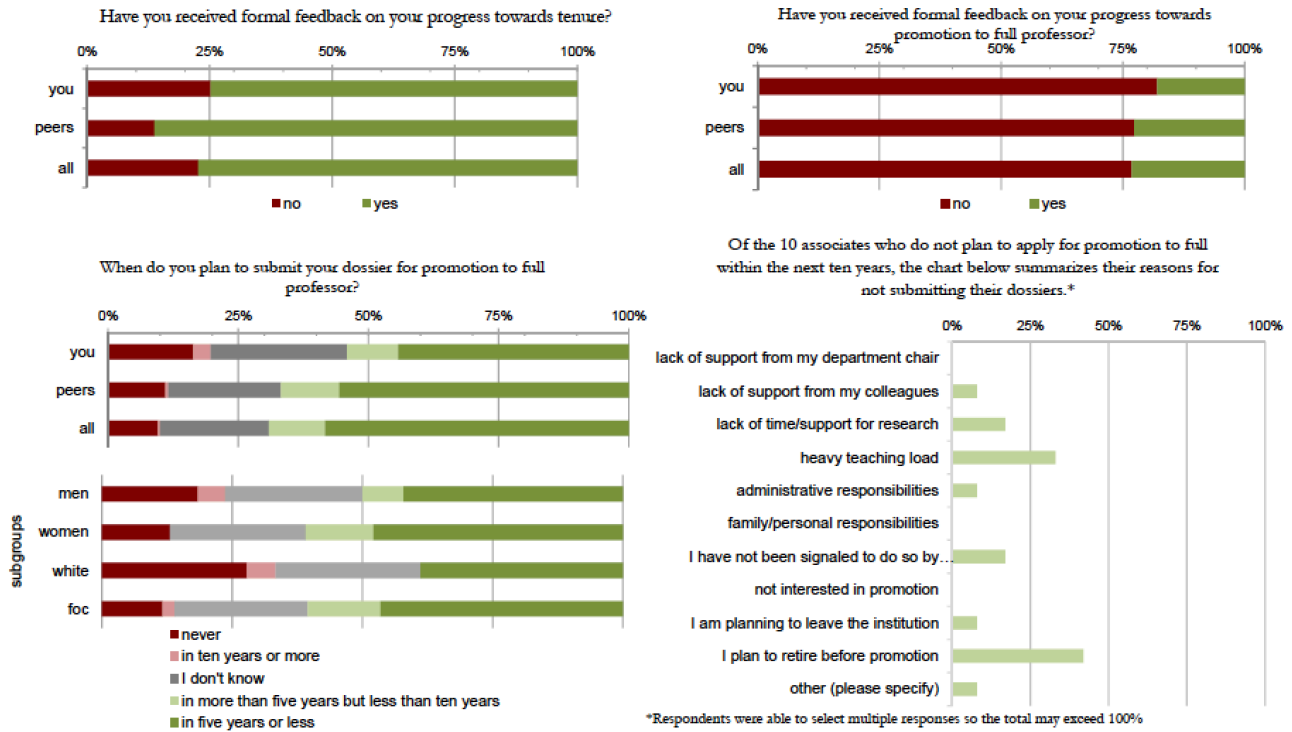 Have you received formal feedback on your progress towards tenure?
0% 25% 50% 75% 100%
you
peers
all
no yes
Have you received formal feedback on your progress towards
promotion to full professor?
0% 25% 50% 75% 100%
you
peers
all
no yes
When do you plan to submit your dossier for promotion to full
professor?
0% 25% 50% 75% 100%
you
peers
all
subgroups
men
women
white
foc
never
in ten years or more
I don't know
in more than five years but less than ten years
in five years or less
Of the 10 associates who do not plan to apply for promotion to full
within the next ten years, the chart below summarizes their reasons for
not submitting their dossiers.*
0% 25% 50% 75% 100%
lack of support from my department chair
lack of support from my colleagues
lack of time/support for research
heavy teaching load
administrative responsibilities
family/personal responsibilities
I have not been signaled to do so by…
not interested in promotion
I am planning to leave the institution
I plan to retire before promotion
other (please specify)
*Respondents were able to select multiple responses so the total may exceed 100%